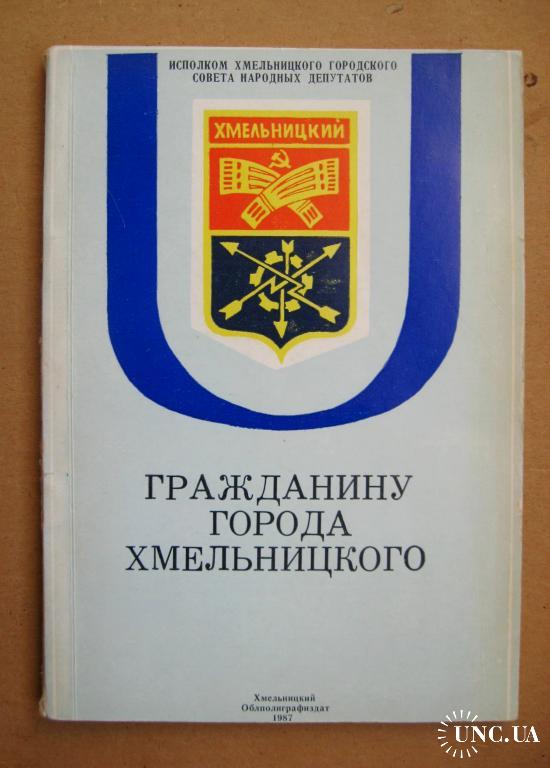 ИСПОЛКОМ ХМЕЛЬНИЦКОГО ГОРОДСКОГО
СОВЕТА НАРОДНЫХ ДЕПУТАТОВ
ХМЕЛЬНИЦКИЙ
ГРАЖДАНИНУ
ГОРОДА
ХМЕЛЬНИЦКОГО
Хмельницкий
Облполиграфиздат
1987
UNC.UA